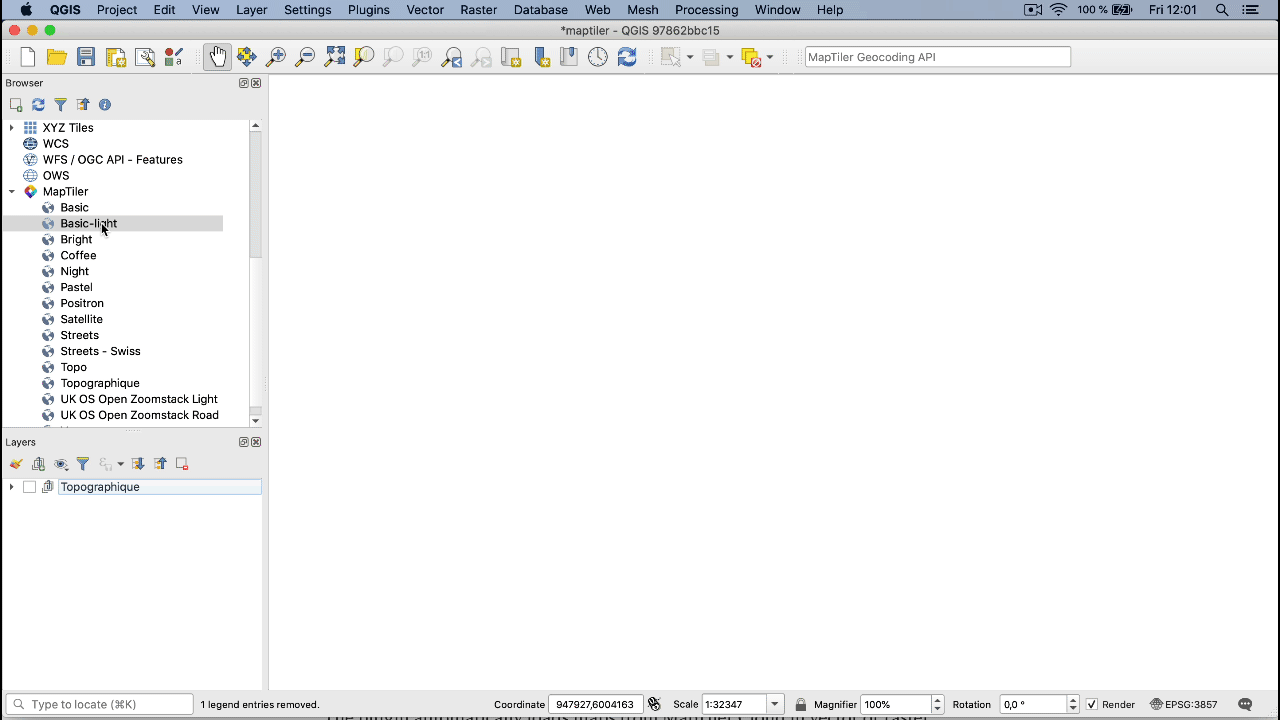 QGIS Project Edit View Layer Settings Plugins Vector Raster Database Web Mesh Processing Window Help 100 % Fri 12:01
*maptiler - QGIS 97862bbc15
MapTiler Geocoding API
Browser
XYZ Tiles
WCS
WFS / OGC API - Features
OWS
MapTiler
Basic
Basic-light
Bright
Coffee
Night
Pastel
Positron
Satellite
Streets
Streets - Swiss
Topo
Topographique
UK OS Open Zoomstack Light
UK OS Open Zoomstack Road
Layers
Topographique
Type to locate (⌘K) 1 legend entries removed. Coordinate 947927,6004163 Scale 1:32347 Magnifier 100% Rotation 0,0 ° Render EPSG:3857